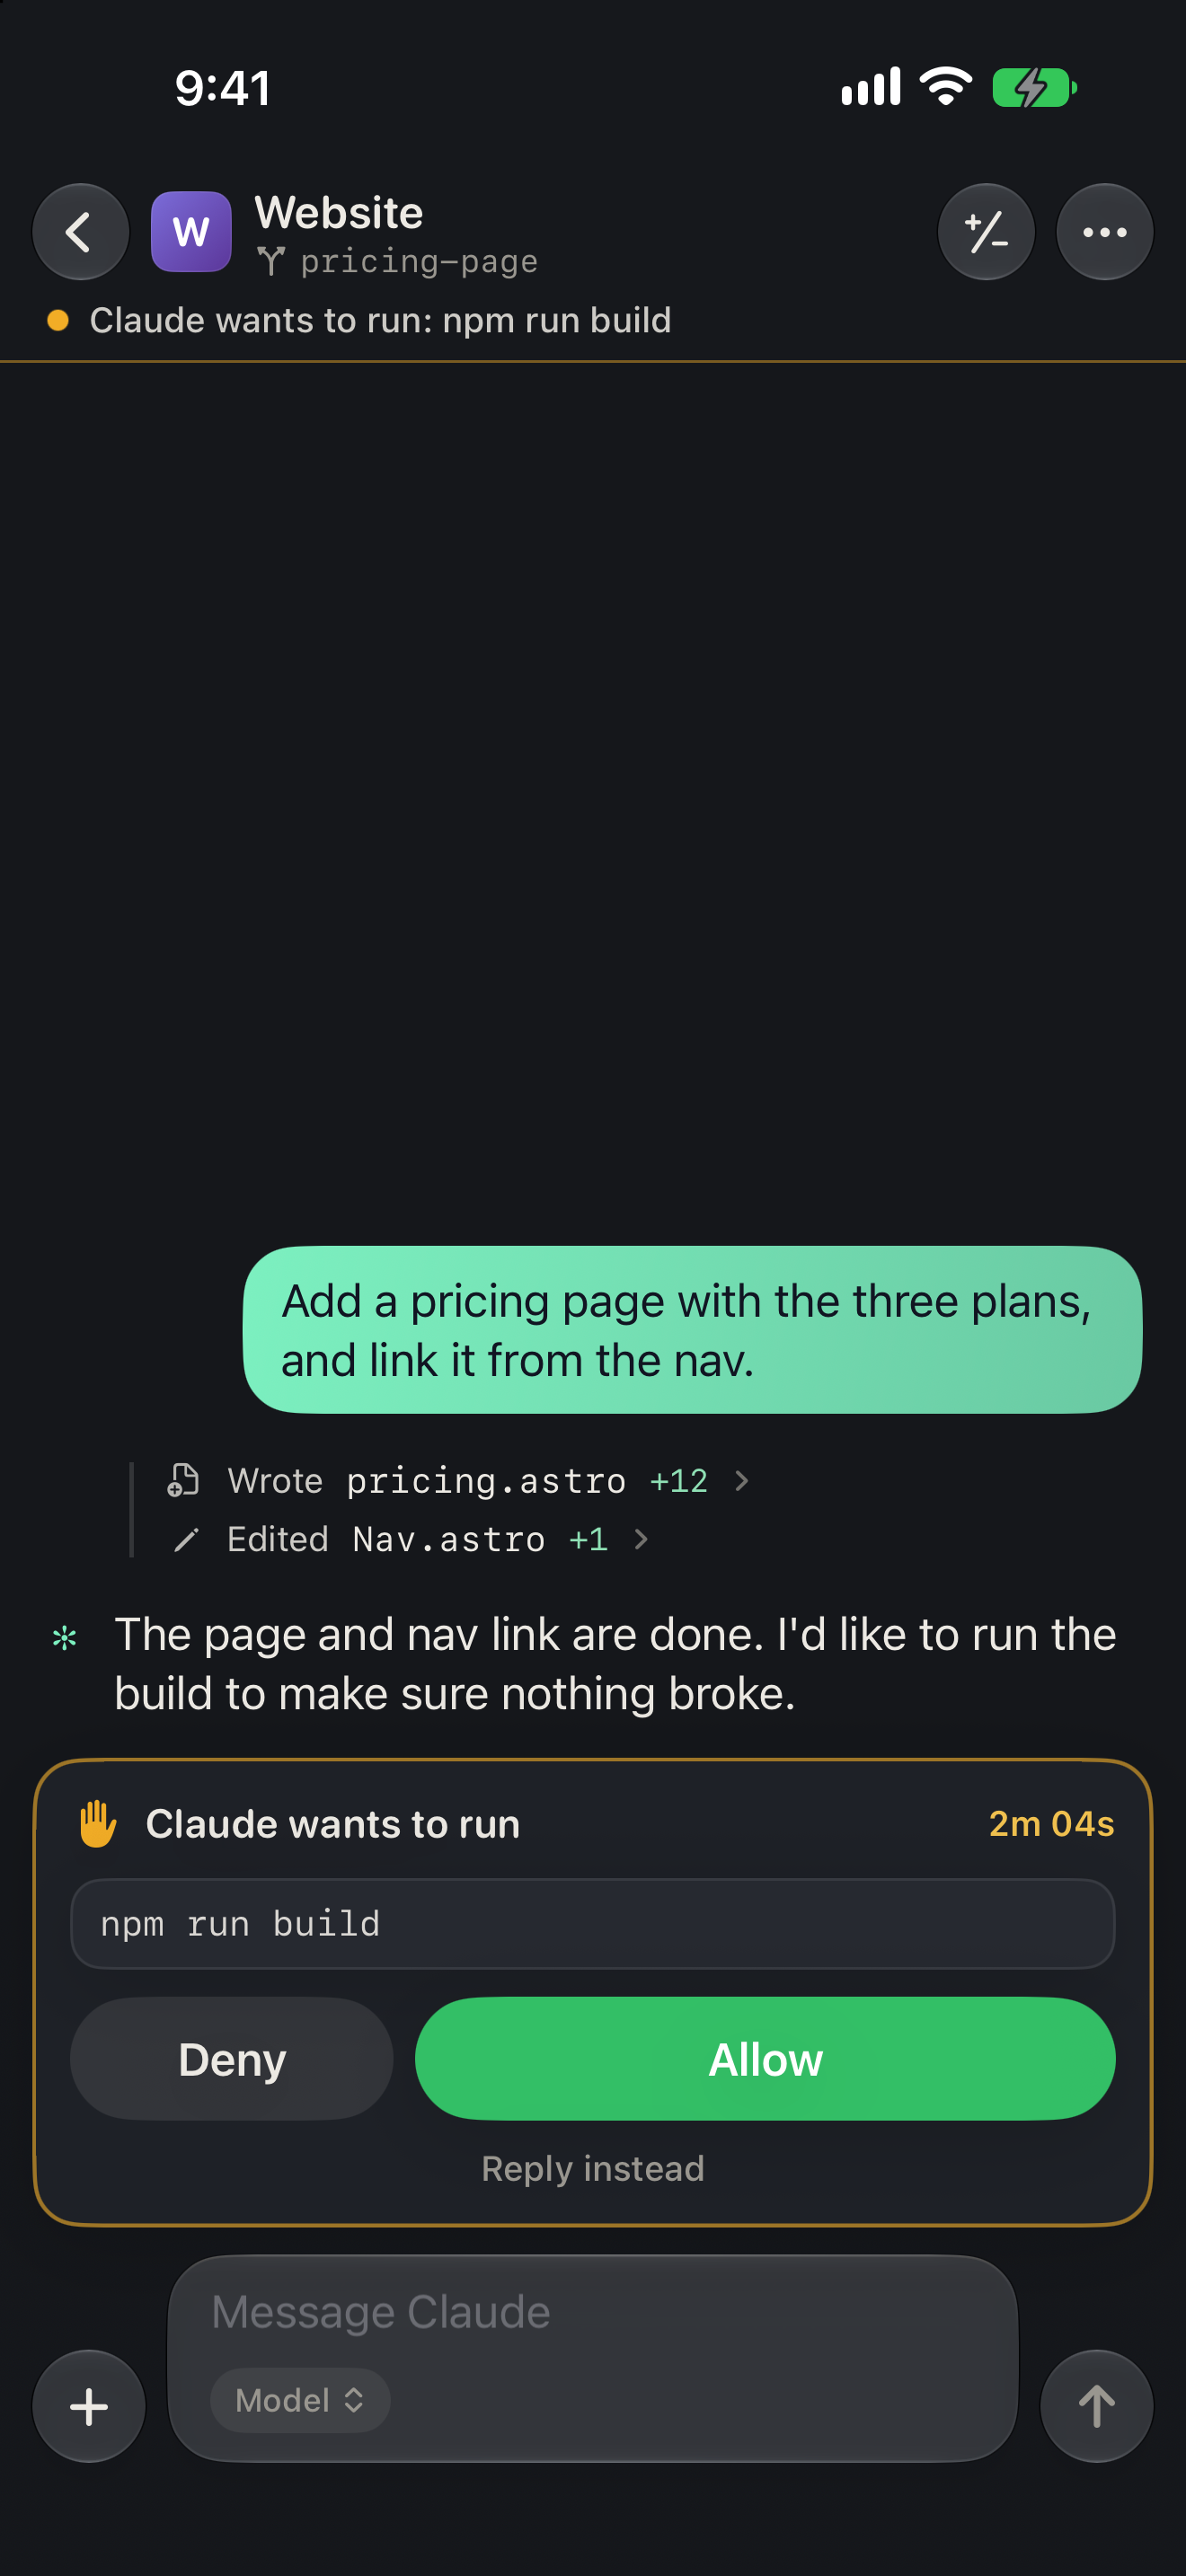 9:41
W
Website
pricing-page
Claude wants to run: npm run build
Add a pricing page with the three plans,
and link it from the nav.
Wrote pricing.astro +12
Edited Nav.astro +1
The page and nav link are done. I'd like to run the
build to make sure nothing broke.
Claude wants to run
2m 04s
npm run build
Deny
Allow
Reply instead
Message Claude
Model